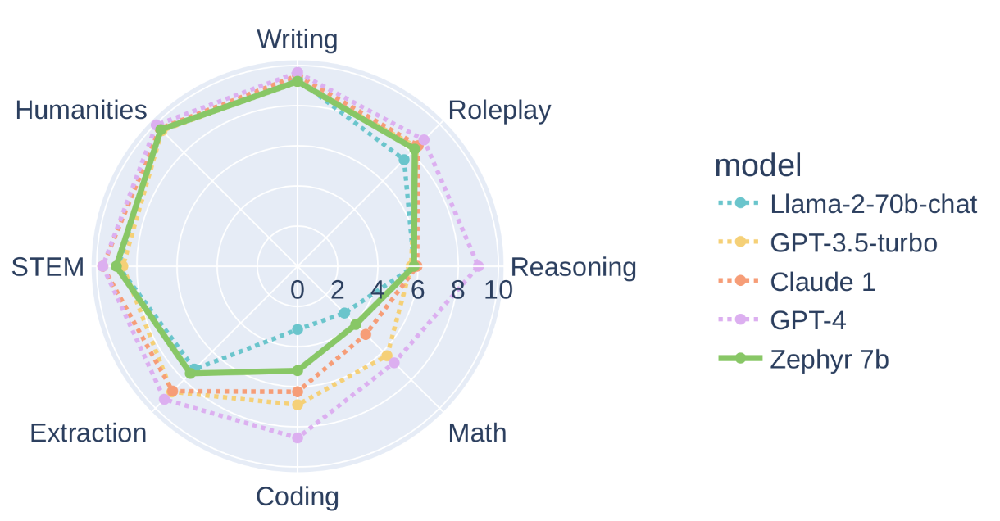 Writing
Humanities
Roleplay
STEM
0 2 4 6 8 10
Reasoning
Extraction
Math
Coding
model
Llama-2-70b-chat
GPT-3.5-turbo
Claude 1
GPT-4
Zephyr 7b